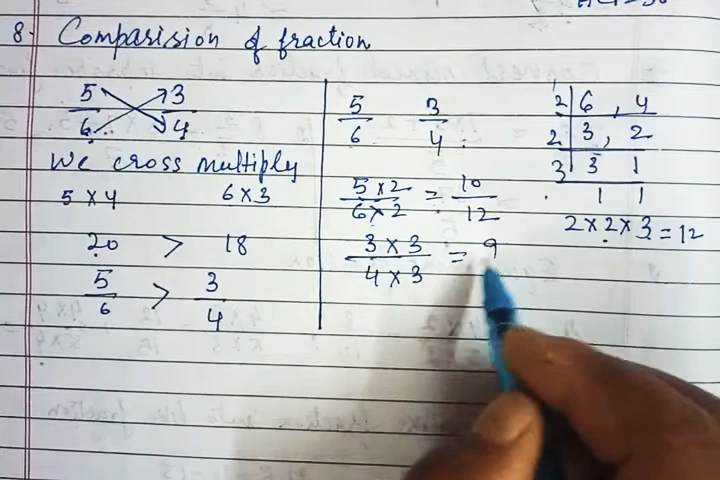 8. Comparision of fraction
5/6 3/4
We cross multiply
5 × 4 6 × 3
20 > 18
5/6 > 3/4
5/6 3/4
5 × 2 / 6 × 2 = 10/12
3 × 3 / 4 × 3 = 9
2 | 6, 4
2 | 3, 2
3 | 3 1
1 1
2 × 2 × 3 = 12